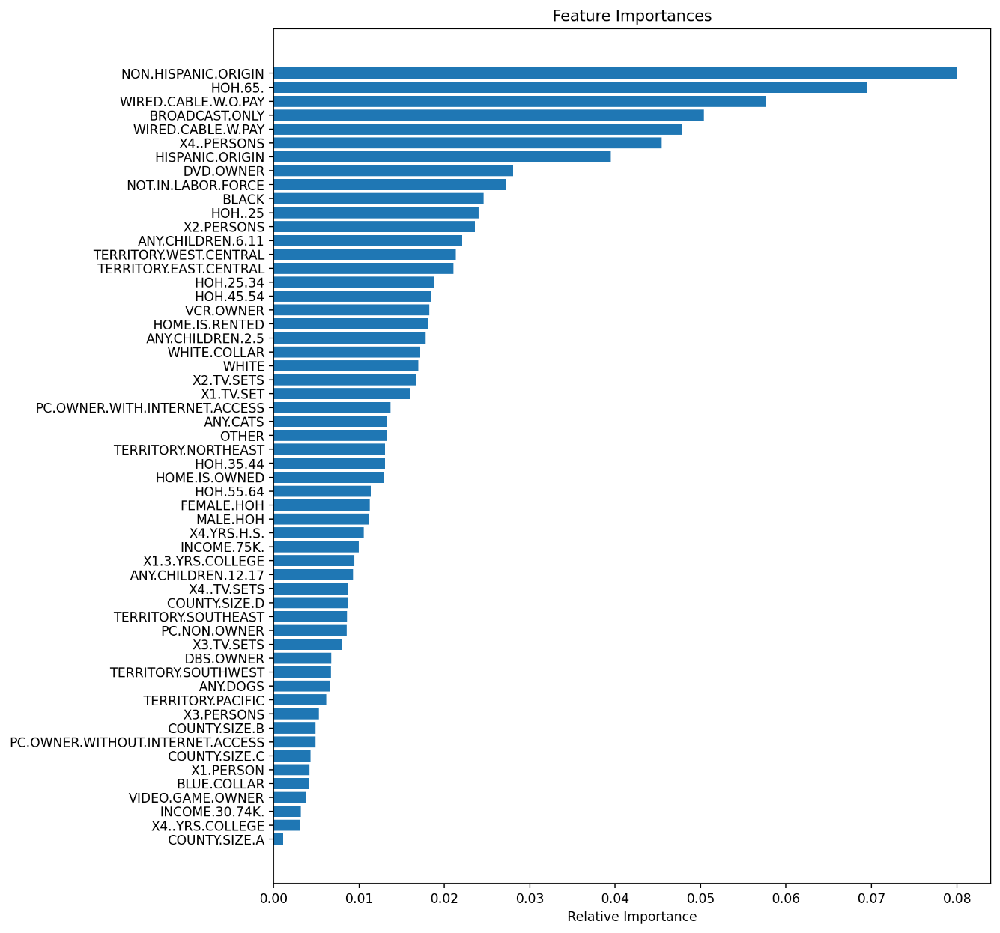 Feature Importances
NON.HISPANIC.ORIGIN
HOH.65.
WIRED.CABLE.W.O.PAY
BROADCAST.ONLY
WIRED.CABLE.W.PAY
X4..PERSONS
HISPANIC.ORIGIN
DVD.OWNER
NOT.IN.LABOR.FORCE
BLACK
HOH..25
X2.PERSONS
ANY.CHILDREN.6.11
TERRITORY.WEST.CENTRAL
TERRITORY.EAST.CENTRAL
HOH.25.34
HOH.45.54
VCR.OWNER
HOME.IS.RENTED
ANY.CHILDREN.2.5
WHITE.COLLAR
WHITE
X2.TV.SETS
X1.TV.SET
PC.OWNER.WITH.INTERNET.ACCESS
ANY.CATS
OTHER
TERRITORY.NORTHEAST
HOH.35.44
HOME.IS.OWNED
HOH.55.64
FEMALE.HOH
MALE.HOH
X4.YRS.H.S.
INCOME.75K.
X1.3.YRS.COLLEGE
ANY.CHILDREN.12.17
X4..TV.SETS
COUNTY.SIZE.D
TERRITORY.SOUTHEAST
PC.NON.OWNER
X3.TV.SETS
DBS.OWNER
TERRITORY.SOUTHWEST
ANY.DOGS
TERRITORY.PACIFIC
X3.PERSONS
COUNTY.SIZE.B
PC.OWNER.WITHOUT.INTERNET.ACCESS
COUNTY.SIZE.C
X1.PERSON
BLUE.COLLAR
VIDEO.GAME.OWNER
INCOME.30.74K.
X4..YRS.COLLEGE
COUNTY.SIZE.A
0.00 0.01 0.02 0.03 0.04 0.05 0.06 0.07 0.08
Relative Importance